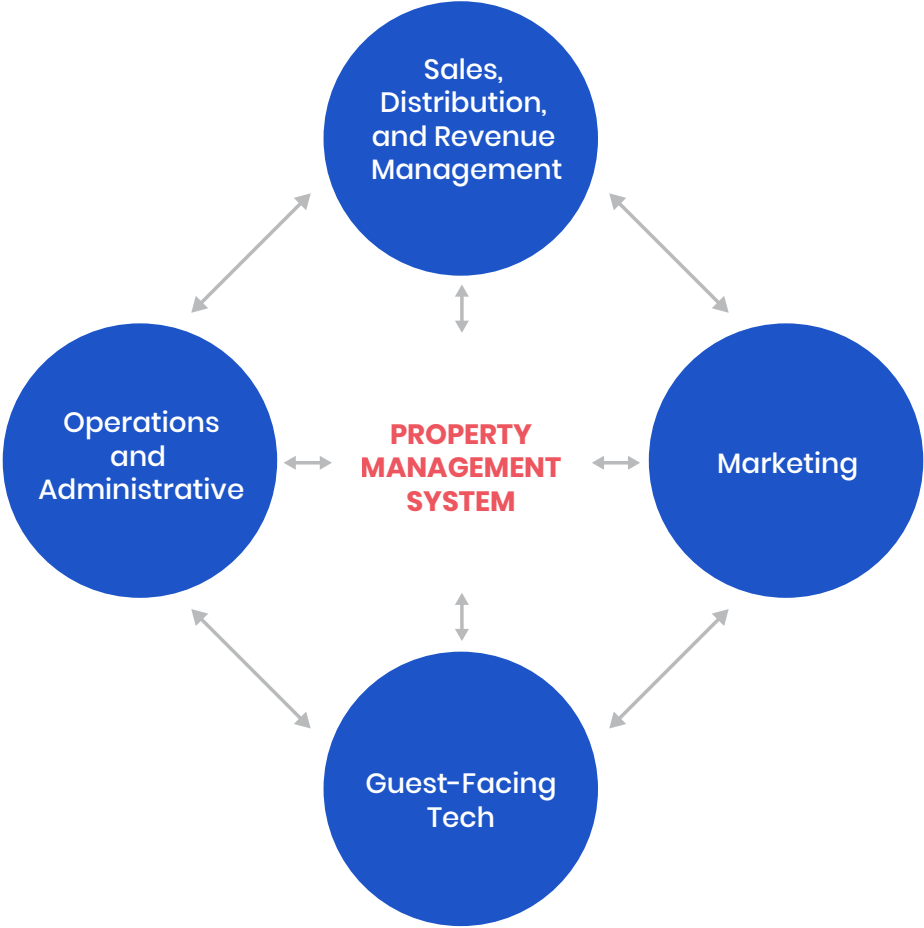 Sales,
Distribution,
and Revenue
Management
Operations
and
Administrative
PROPERTY
MANAGEMENT
SYSTEM
Marketing
Guest-Facing
Tech